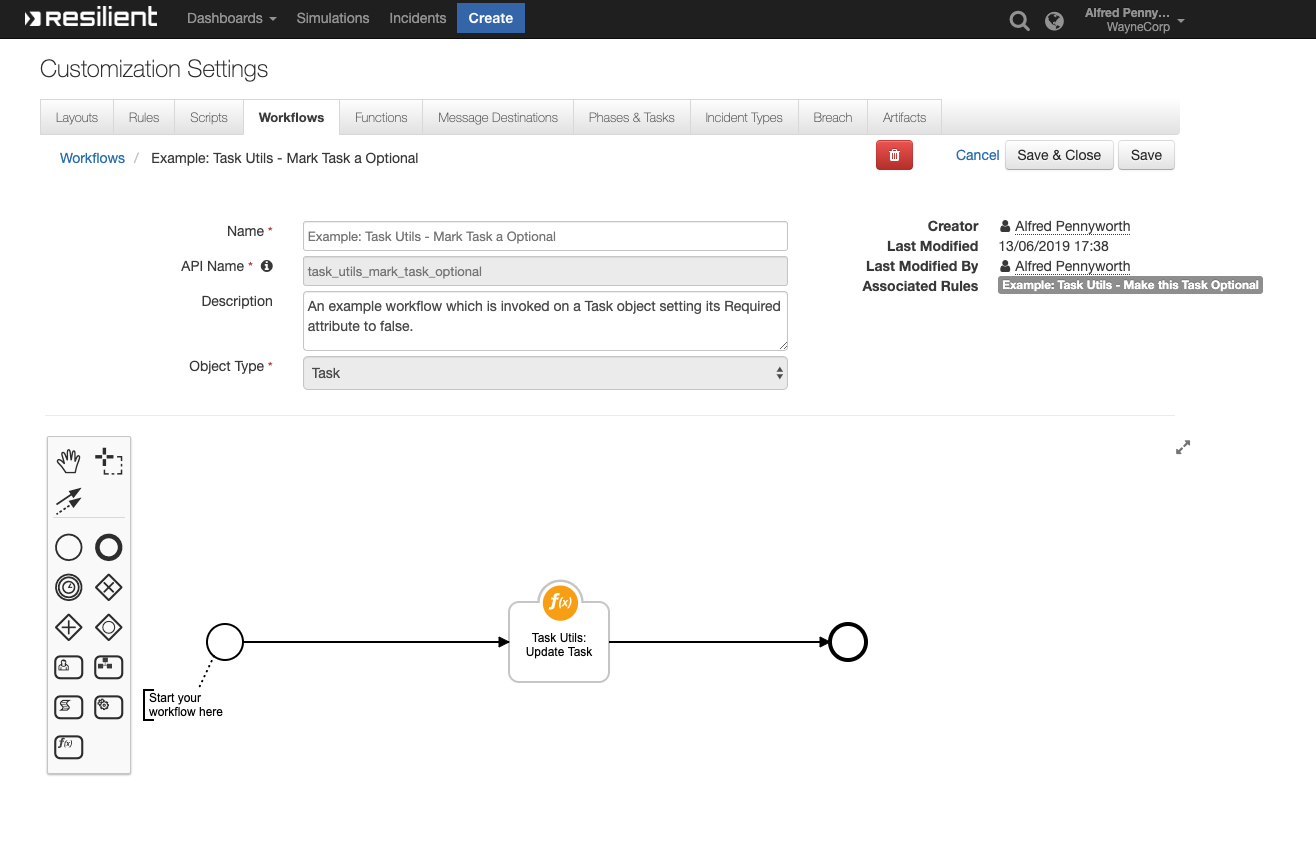 resilient Dashboards Simulations Incidents Create Alfred Penny...
WayneCorp
Customization Settings
Layouts Rules Scripts Workflows Functions Message Destinations Phases & Tasks Incident Types Breach Artifacts
Workflows / Example: Task Utils - Mark Task a Optional Cancel Save & Close Save
Name * Example: Task Utils - Mark Task a Optional
API Name * task_utils_mark_task_optional
Description An example workflow which is invoked on a Task object setting its Required
attribute to false.
Object Type * Task
Creator Alfred Pennyworth
Last Modified 13/06/2019 17:38
Last Modified By Alfred Pennyworth
Associated Rules Example: Task Utils - Make this Task Optional
f(x)
Task Utils:
Update Task
Start your
workflow here
f(x)